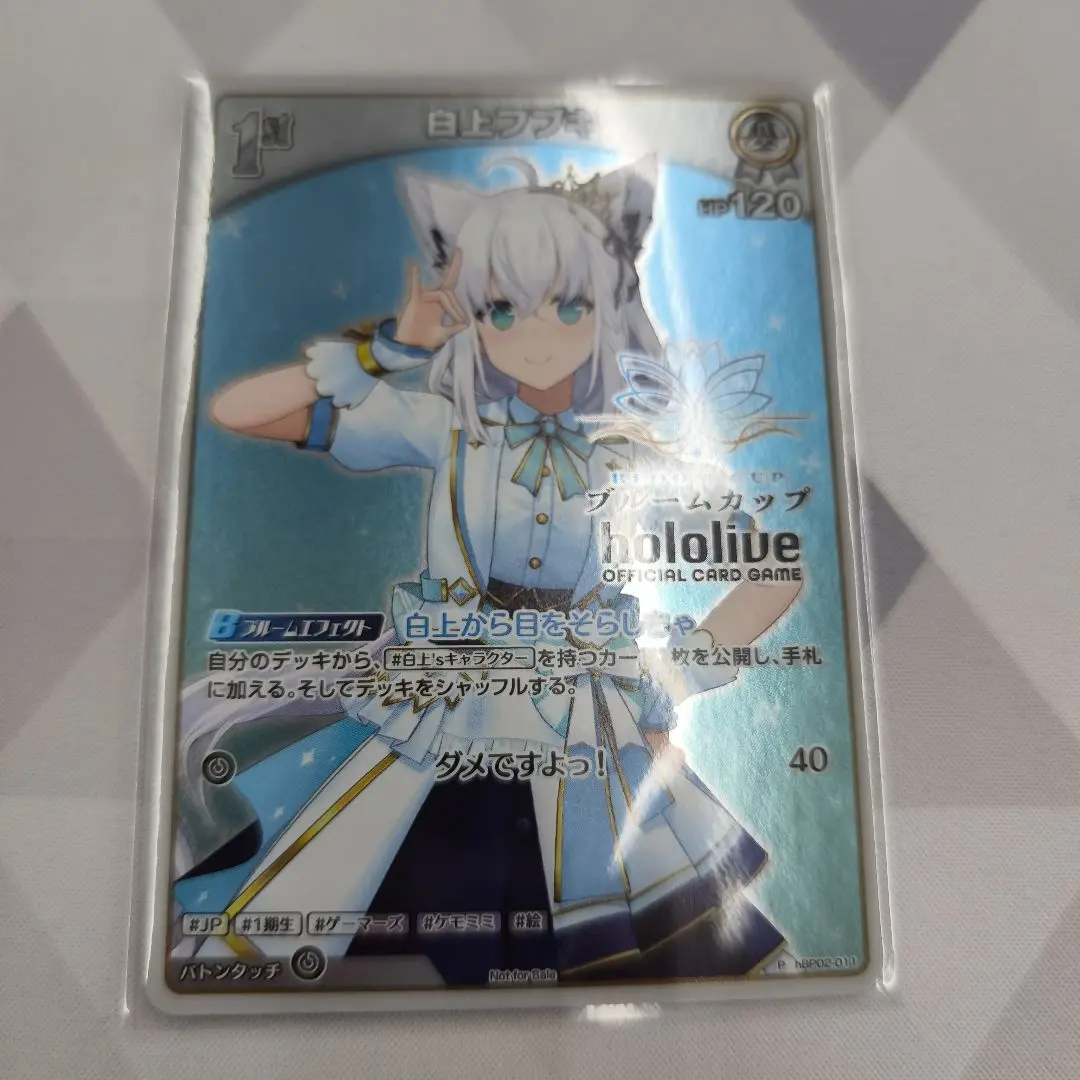 1st
白上フブキ
HP120
UP
ブルームカップ
hololive
OFFICIAL CARD GAME
B ブルームエフェクト 白上から目をそらし ゃ
自分のデッキから、#白上'sキャラクターを持つカー 枚を公開し、手札
に加える。そしてデッキをシャッフルする。
ダメですよっ! 40
#JP #1期生 #ゲーマーズ #ケモミミ #絵
バトンタッチ
Not for Sale
P hBP02-011